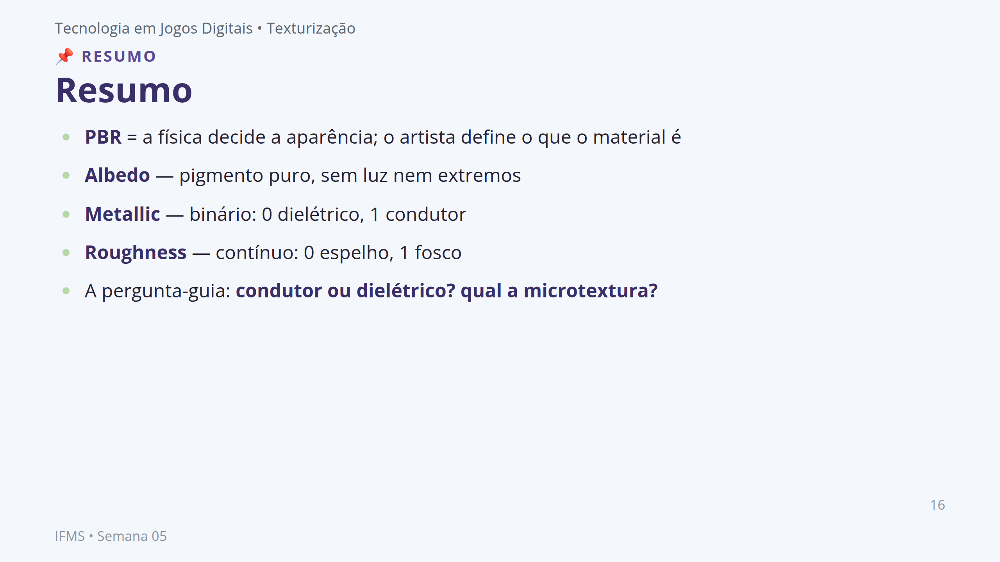 Tecnologia em Jogos Digitais • Texturização
📌 RESUMO
Resumo
• PBR = a física decide a aparência; o artista define o que o material é
• Albedo — pigmento puro, sem luz nem extremos
• Metallic — binário: 0 dielétrico, 1 condutor
• Roughness — contínuo: 0 espelho, 1 fosco
• A pergunta-guia: condutor ou dielétrico? qual a microtextura?
16
IFMS • Semana 05